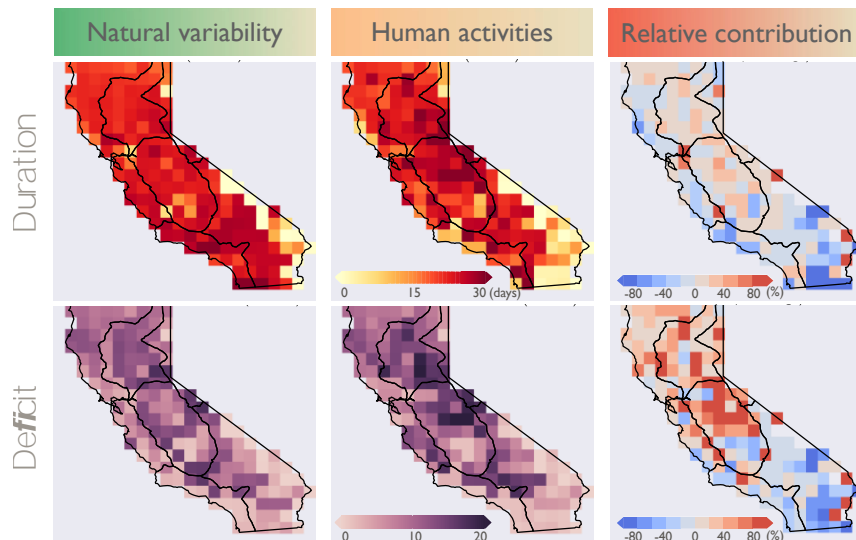 Natural variability
Human activities
Relative contribution
Duration
0 15 30 (days)
-80 -40 0 40 80 (%)
Deficit
0 10 20
-80 -40 0 40 80 (%)